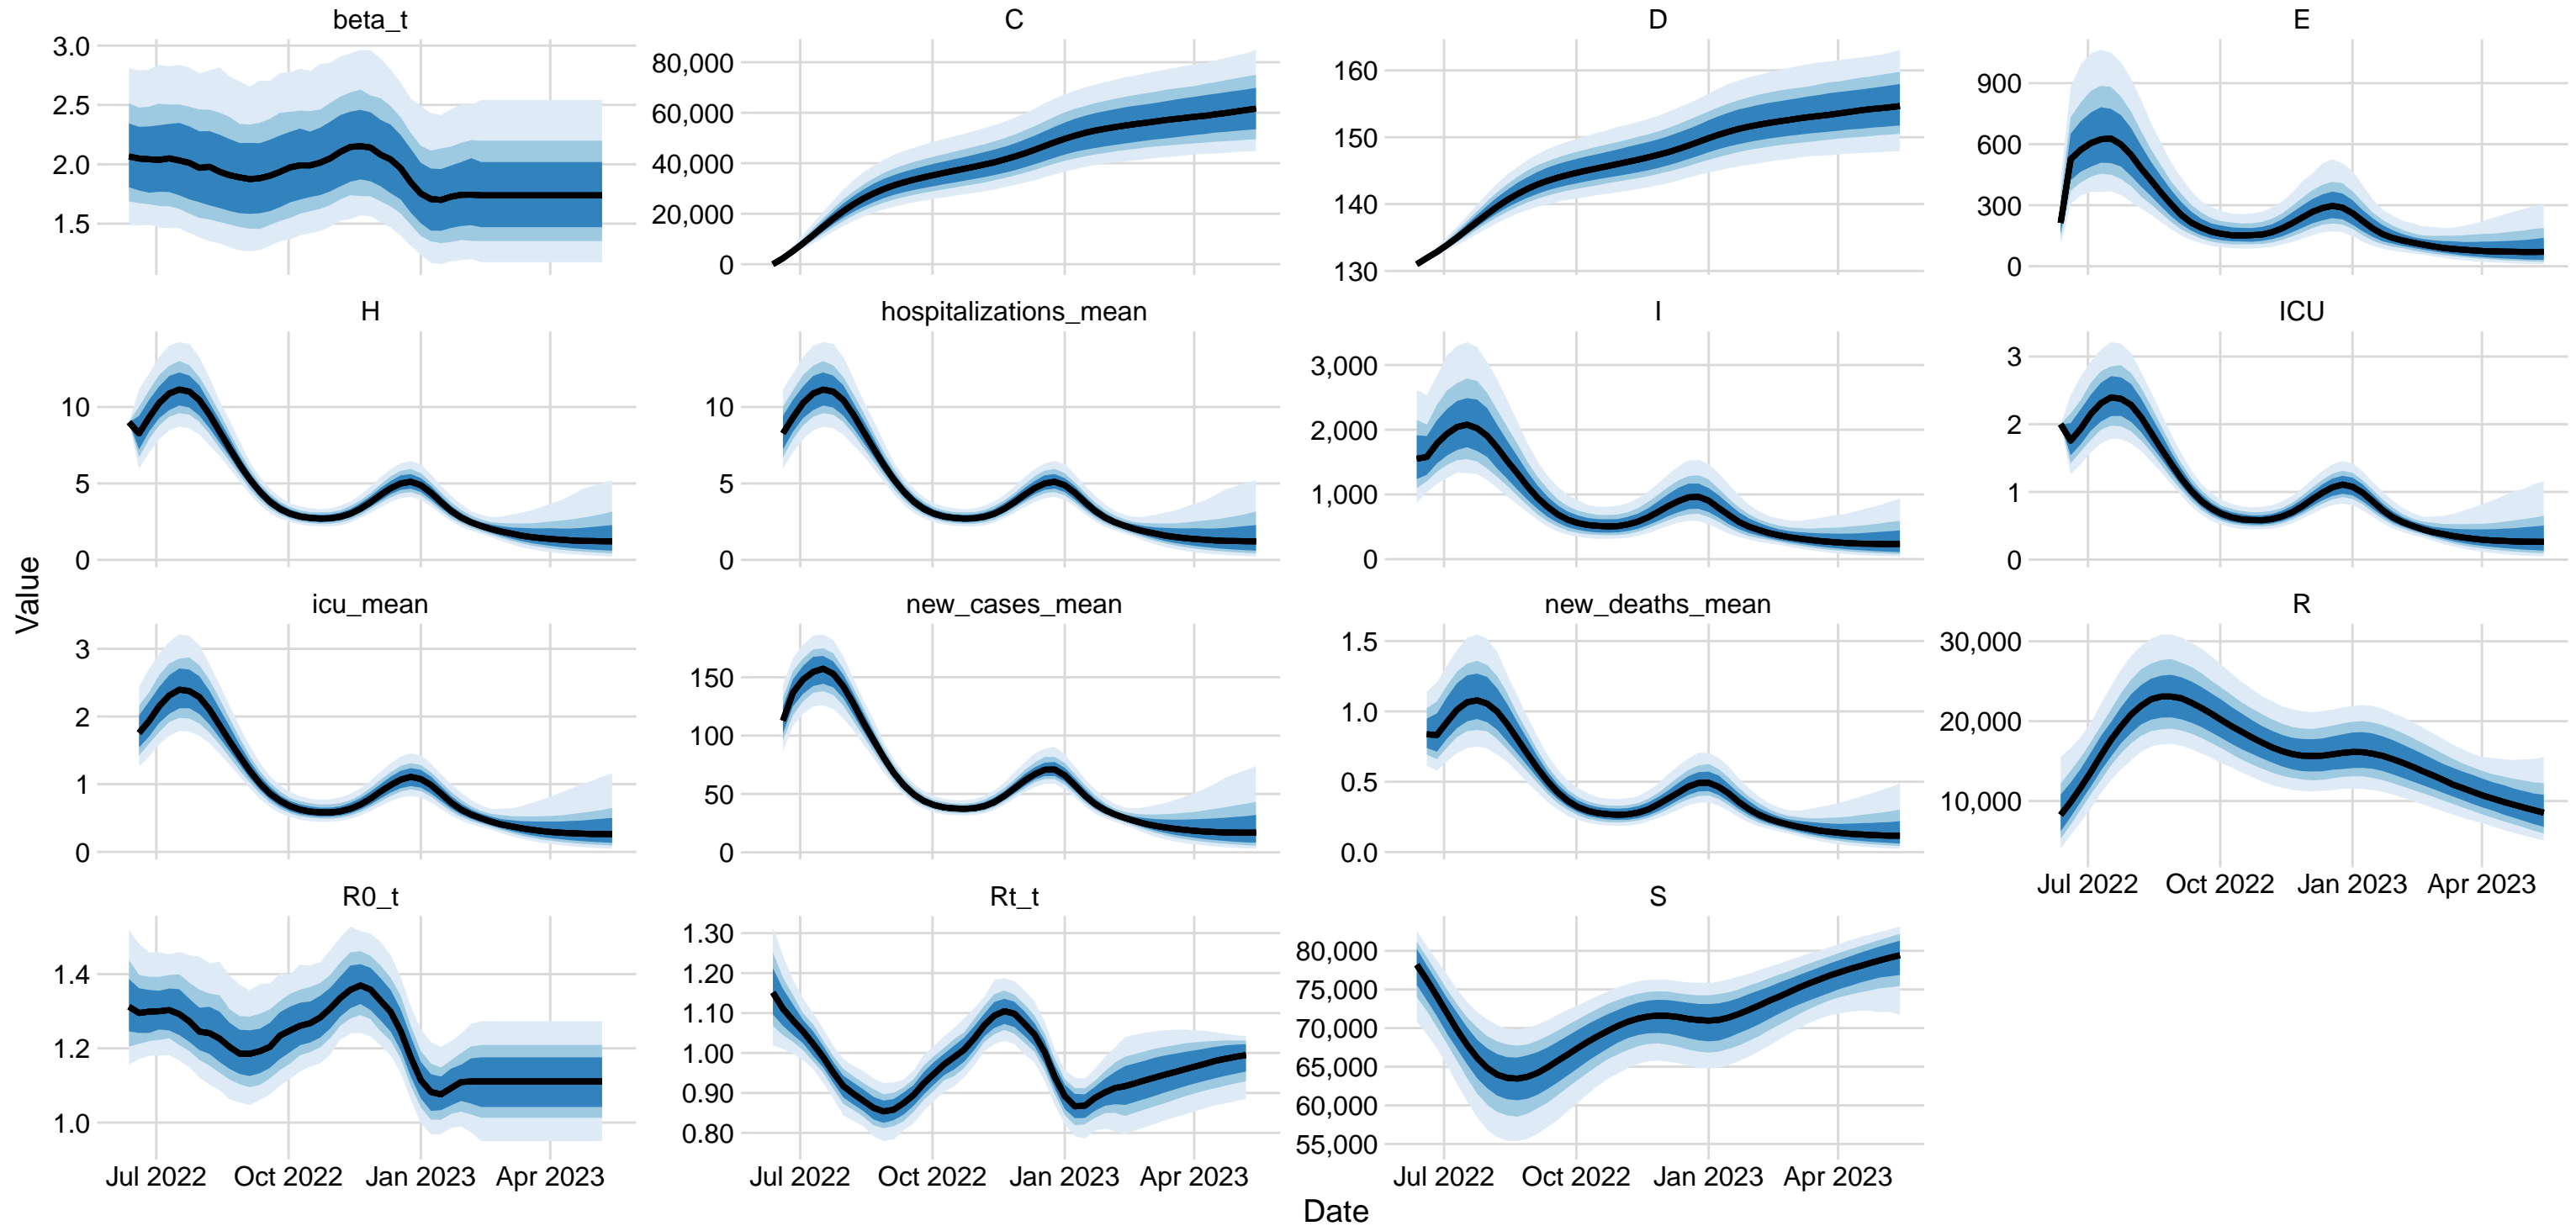 beta_t
C
D
E
3.0
2.5
2.0
1.5
80,000
60,000
40,000
20,000
0
160
150
140
130
900
600
300
0
H
hospitalizations_mean
I
ICU
10
5
0
10
5
0
3,000
2,000
1,000
0
3
2
1
0
Value
icu_mean
new_cases_mean
new_deaths_mean
R
3
2
1
0
150
100
50
0
1.5
1.0
0.5
0.0
30,000
20,000
10,000
Jul 2022 Oct 2022 Jan 2023 Apr 2023
R0_t
Rt_t
S
1.4
1.2
1.0
1.30
1.20
1.10
1.00
0.90
0.80
80,000
75,000
70,000
65,000
60,000
55,000
Jul 2022 Oct 2022 Jan 2023 Apr 2023
Jul 2022 Oct 2022 Jan 2023 Apr 2023
Jul 2022 Oct 2022 Jan 2023 Apr 2023
Date